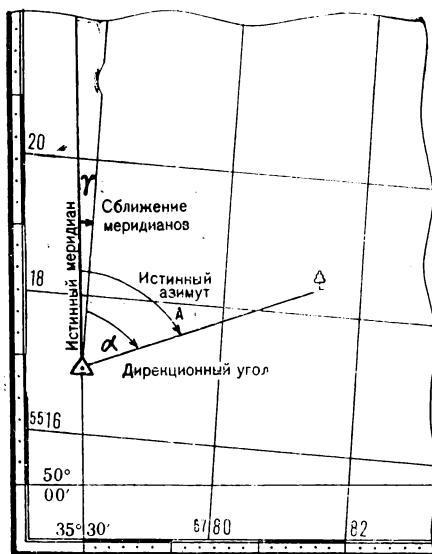 20
γ
Сближение
меридианов
Истинный меридиан
18
Истинный
азимут
А
α
Дирекционный угол
5516
50°
00'
35°30'
6780
82